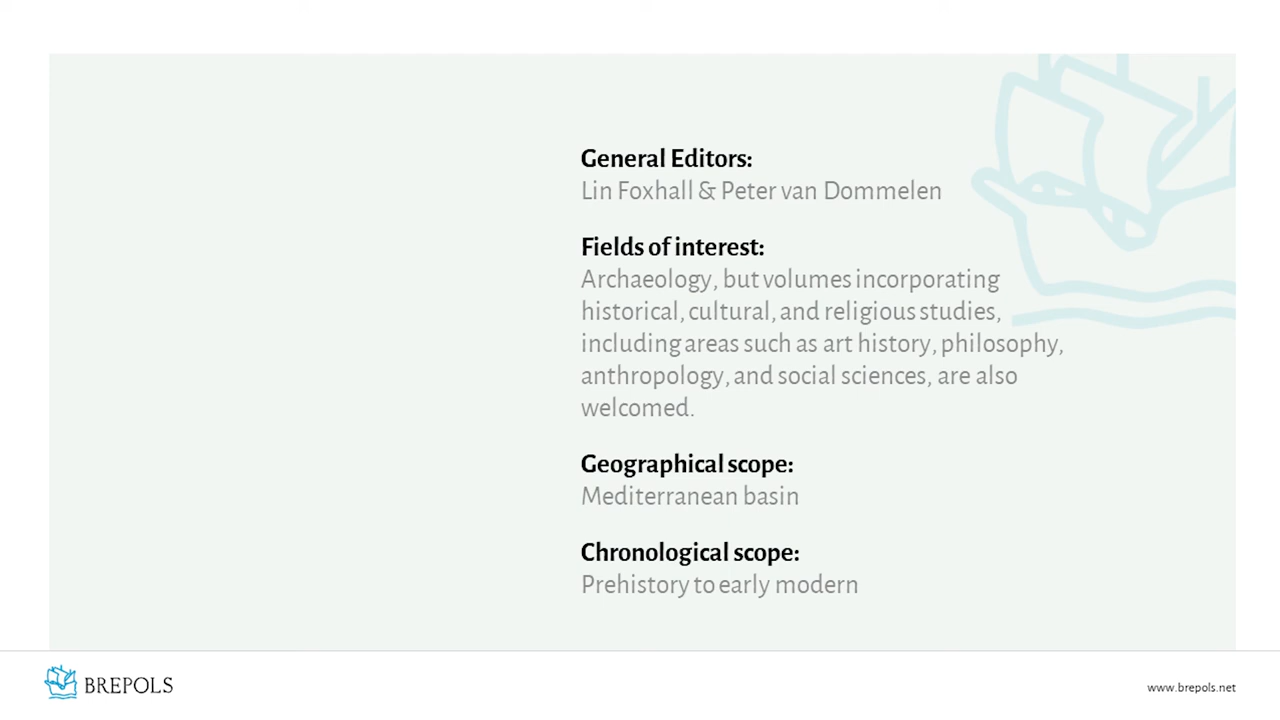 General Editors:
Lin Foxhall & Peter van Dommelen
Fields of interest:
Archaeology, but volumes incorporating
historical, cultural, and religious studies,
including areas such as art history, philosophy,
anthropology, and social sciences, are also
welcomed.
Geographical scope:
Mediterranean basin
Chronological scope:
Prehistory to early modern
BREPOLS
www.brepols.net